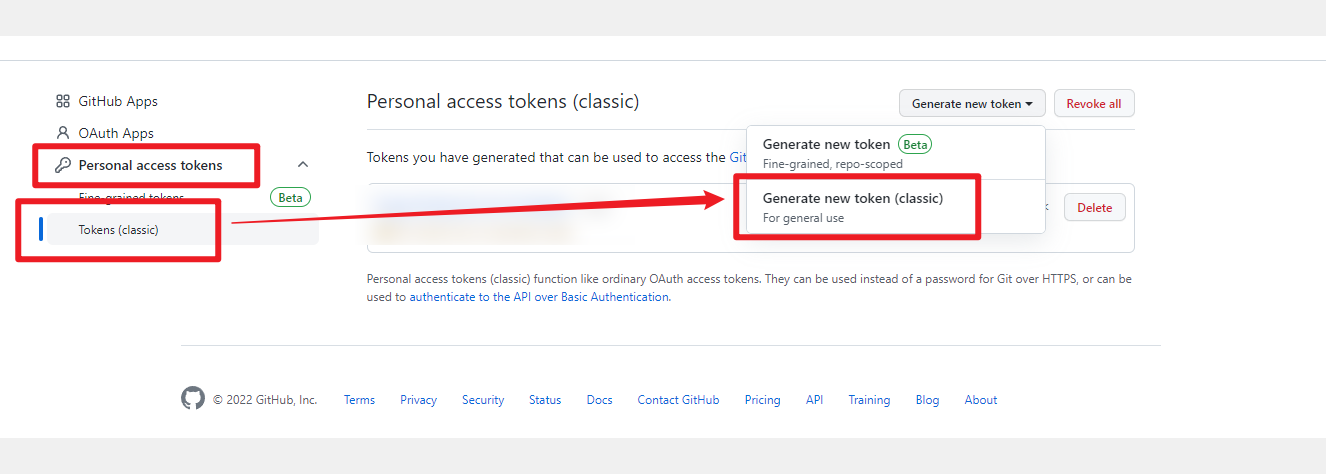 GitHub Apps
OAuth Apps
Personal access tokens
Fine-grained tokens Beta
Tokens (classic)
Personal access tokens (classic)
Generate new token
Revoke all
Generate new token Beta
Fine-grained, repo-scoped
Generate new token (classic)
For general use
Tokens you have generated that can be used to access the Git
Delete
Personal access tokens (classic) function like ordinary OAuth access tokens. They can be used instead of a password for Git over HTTPS, or can be
used to authenticate to the API over Basic Authentication.
© 2022 GitHub, Inc. Terms Privacy Security Status Docs Contact GitHub Pricing API Training Blog About